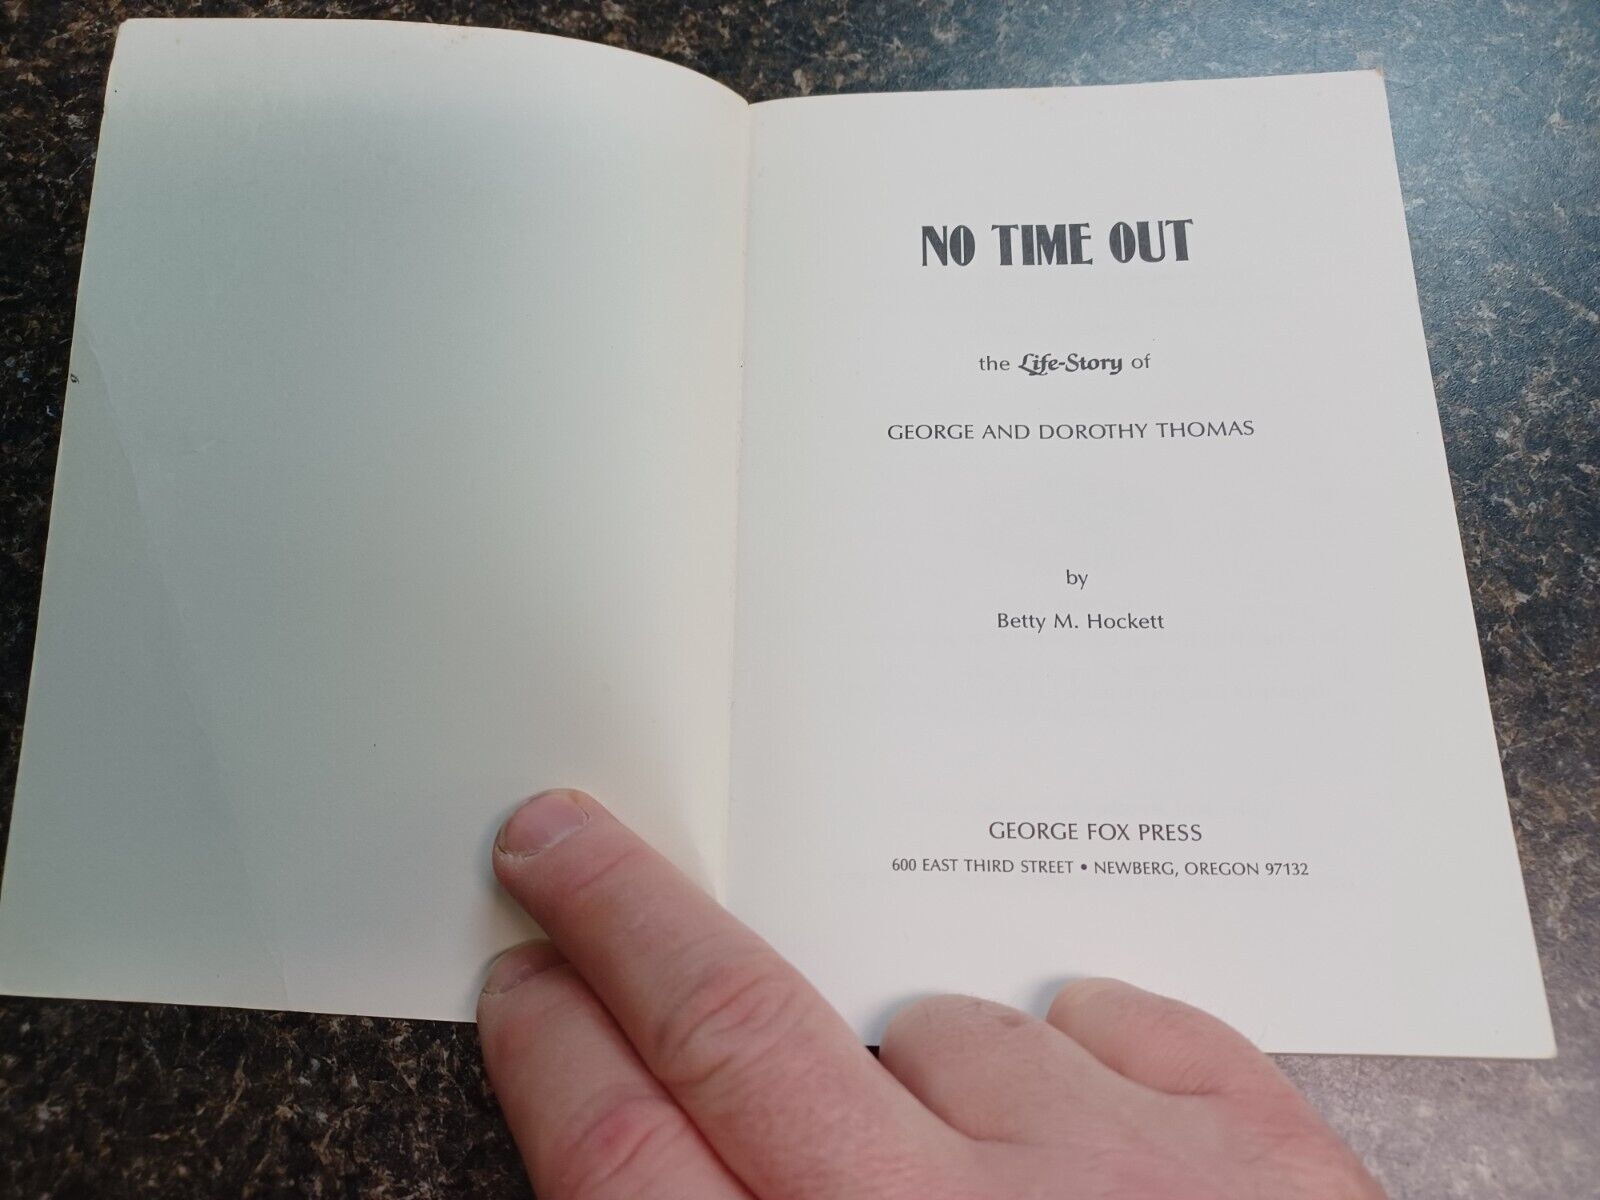 NO TIME OUT
the Life-Story of
GEORGE AND DOROTHY THOMAS
by
Betty M. Hockett
GEORGE FOX PRESS
600 EAST THIRD STREET • NEWBERG, OREGON 97132